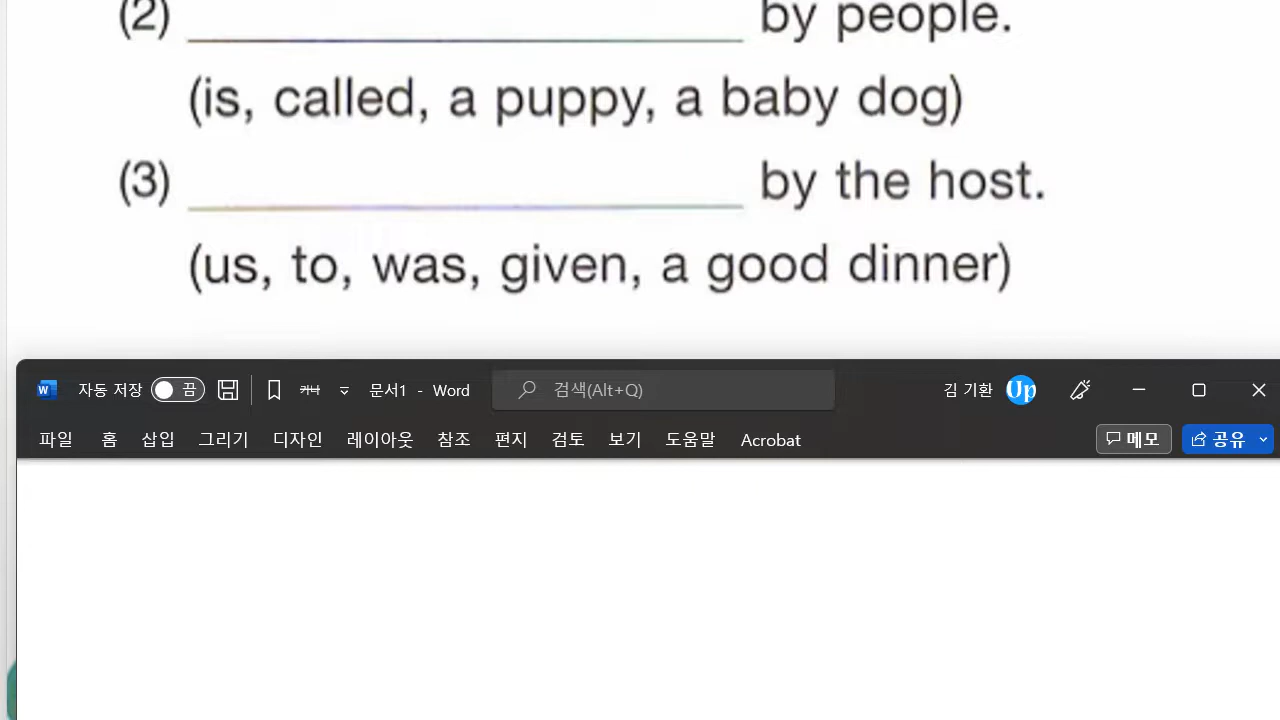 (2) ____________________ by people.
(is, called, a puppy, a baby dog)
(3) ____________________ by the host.
(us, to, was, given, a good dinner)
W 자동 저장 끔 가나 문서1 - Word 검색(Alt+Q) 김 기환 Up
파일 홈 삽입 그리기 디자인 레이아웃 참조 편지 검토 보기 도움말 Acrobat 메모 공유